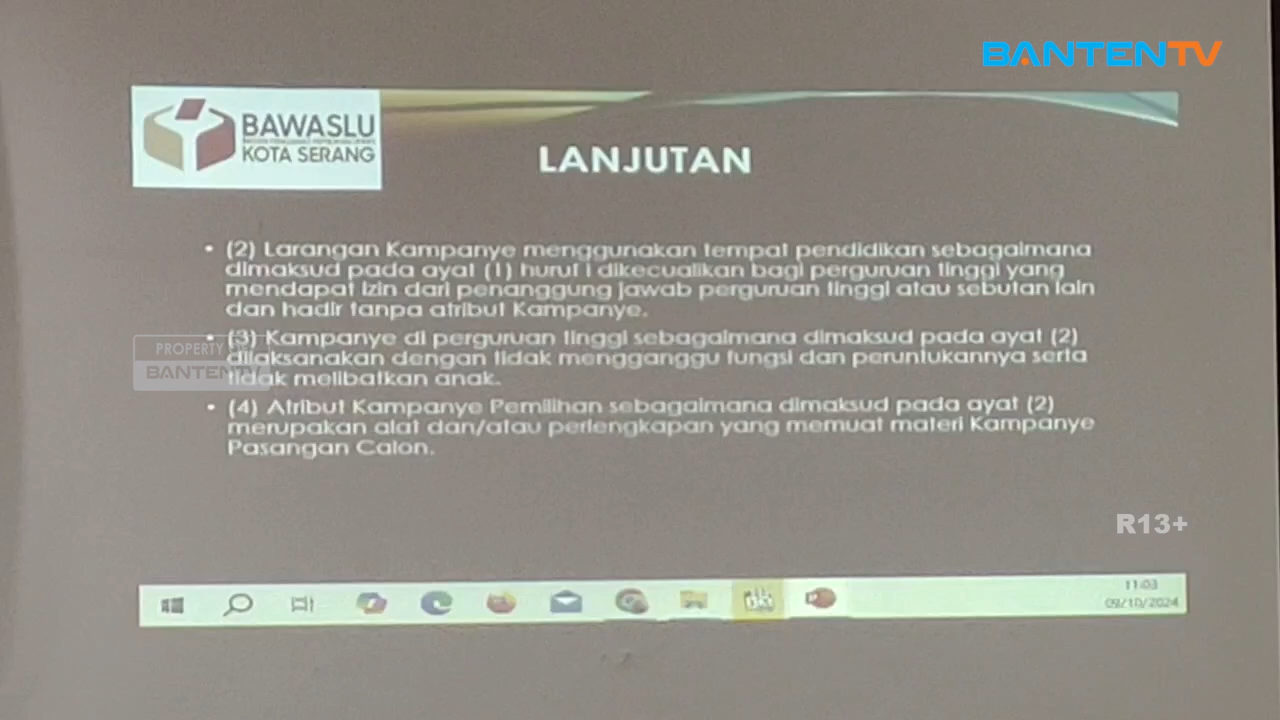 BANTENTV
BAWASLU
KOTA SERANG
LANJUTAN
• (2) Larangan Kampanye menggunakan tempat pendidikan sebagaimana
dimaksud pada ayat (1) huruf i dikecualikan bagi perguruan tinggi yang
mendapat izin dari penanggung jawab perguruan tinggi atau sebutan lain
dan hadir tanpa atribut Kampanye.
• (3) Kampanye di perguruan tinggi sebagaimana dimaksud pada ayat (2)
dilaksanakan dengan tidak mengganggu fungsi dan peruntukannya serta
tidak melibatkan anak.
• (4) Atribut Kampanye Pemilihan sebagaimana dimaksud pada ayat (2)
merupakan alat dan/atau perlengkapan yang memuat materi Kampanye
Pasangan Calon.
PROPERTY OF
BANTENTV
R13+
11:03
09/10/2024